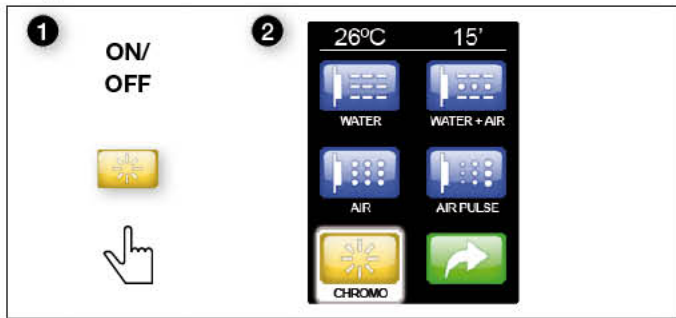 1
ON/
OFF
2
26ºC 15'
WATER WATER + AIR
AIR AIR PULSE
CHROMO